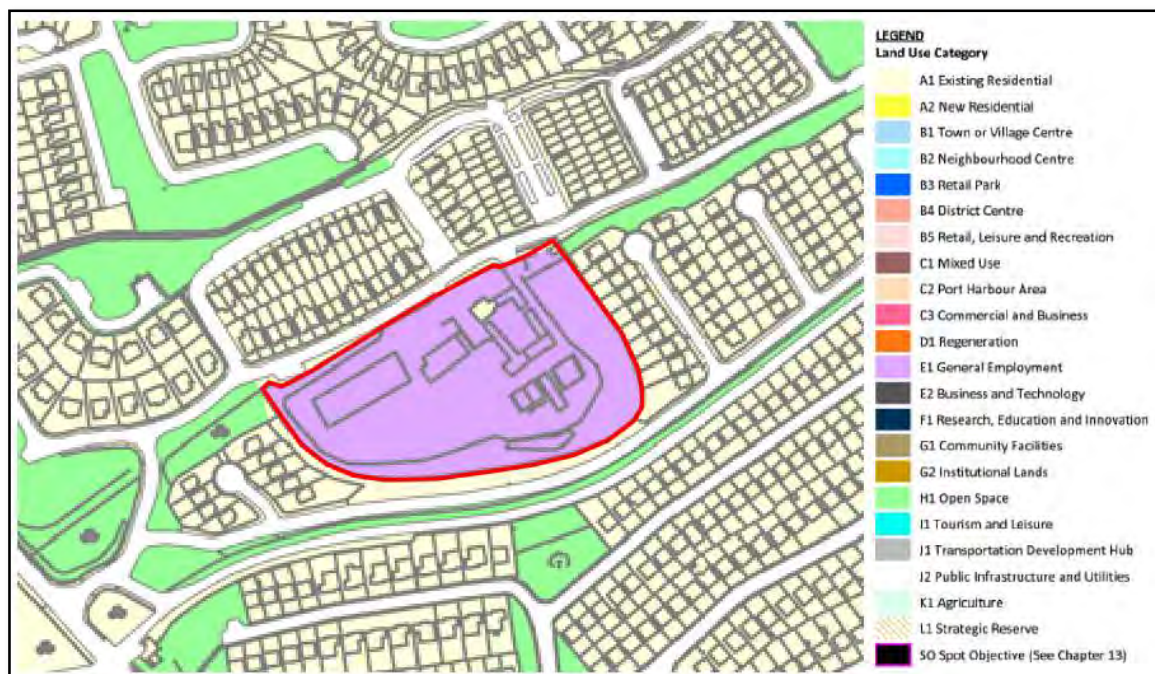 LEGEND
Land Use Category
A1 Existing Residential
A2 New Residential
B1 Town or Village Centre
B2 Neighbourhood Centre
B3 Retail Park
B4 District Centre
B5 Retail, Leisure and Recreation
C1 Mixed Use
C2 Port Harbour Area
C3 Commercial and Business
D1 Regeneration
E1 General Employment
E2 Business and Technology
F1 Research, Education and Innovation
G1 Community Facilities
G2 Institutional Lands
H1 Open Space
I1 Tourism and Leisure
J1 Transportation Development Hub
J2 Public Infrastructure and Utilities
K1 Agriculture
L1 Strategic Reserve
SO Spot Objective (See Chapter 13)